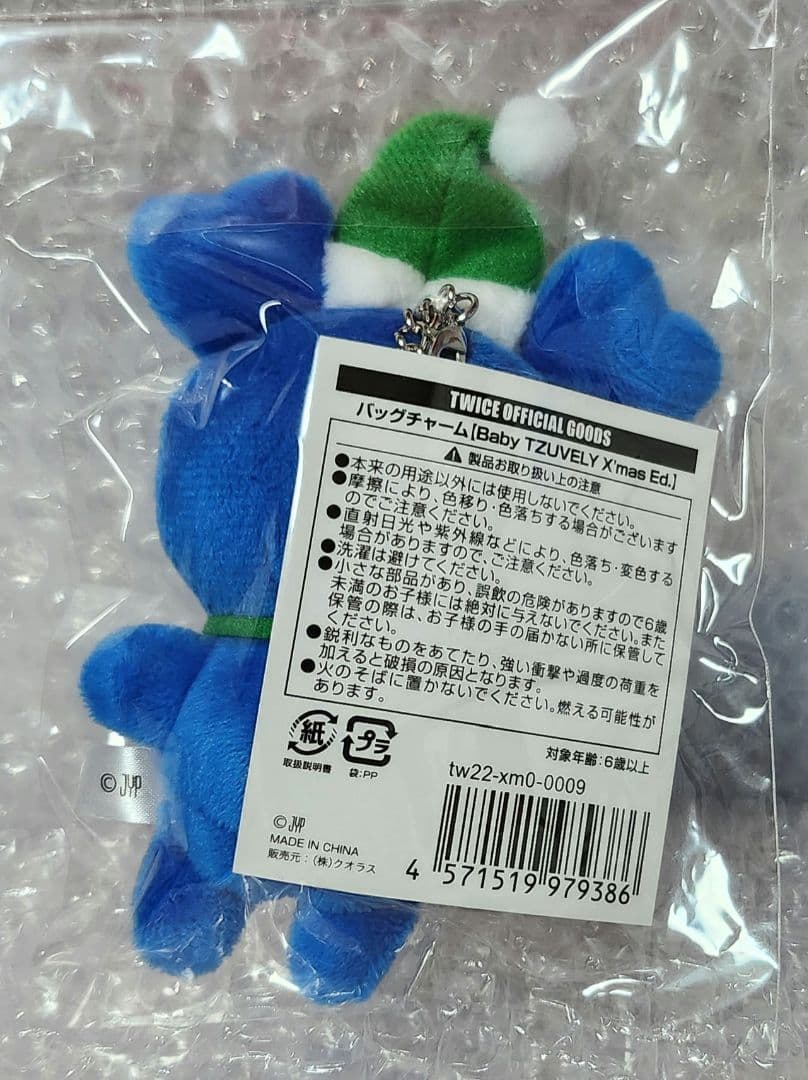 TWICE OFFICIAL GOODS
バッグチャーム【Baby TZUVELY X'mas Ed.】
⚠ 製品お取り扱い上の注意
●本来の用途以外には使用しないでください。
●摩擦により、色移り・色落ちする場合がございます
のでご注意ください。
●直射日光や紫外線などにより、色落ち・変色する
場合がありますので、ご注意ください。
●洗濯は避けてください。
●小さな部品があり、誤飲の危険がありますので6歳
未満のお子様には絶対に与えないでください。また
保管の際は、お子様の手の届かない所に保管して
ください。
●鋭利なものをあてたり、強い衝撃や過度の荷重を
加えると破損の原因となります。
●火のそばに置かないでください。燃える可能性が
あります。
対象年齢:6歳以上
紙
取扱説明書
プラ
袋:PP
tw22-xm0-0009
© JYP
MADE IN CHINA
販売元:(株)クオラス
4 571519 979386
© JYP